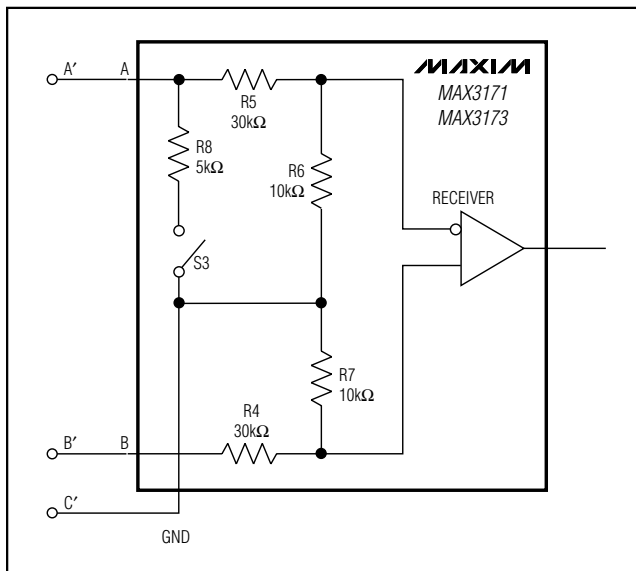 A′
A
R5
30kΩ
MAXIM
MAX3171
MAX3173
R8
5kΩ
R6
10kΩ
RECEIVER
S3
R7
10kΩ
R4
30kΩ
B′
B
C′
GND